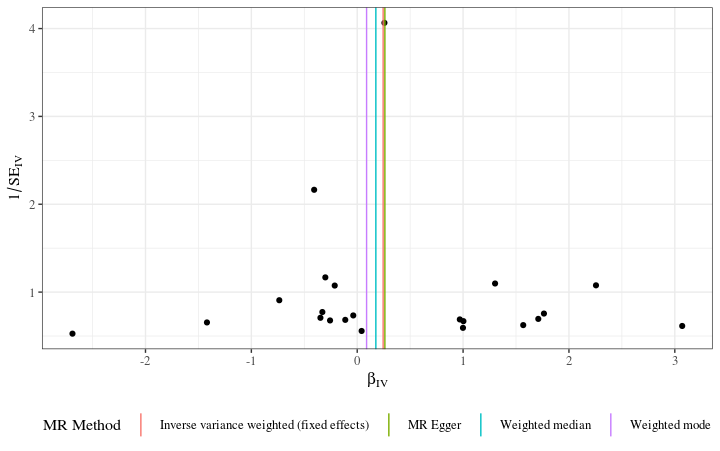 4
3
2
1
1/SE_IV
-2 -1 0 1 2 3
β_IV
MR Method Inverse variance weighted (fixed effects) MR Egger Weighted median Weighted mode